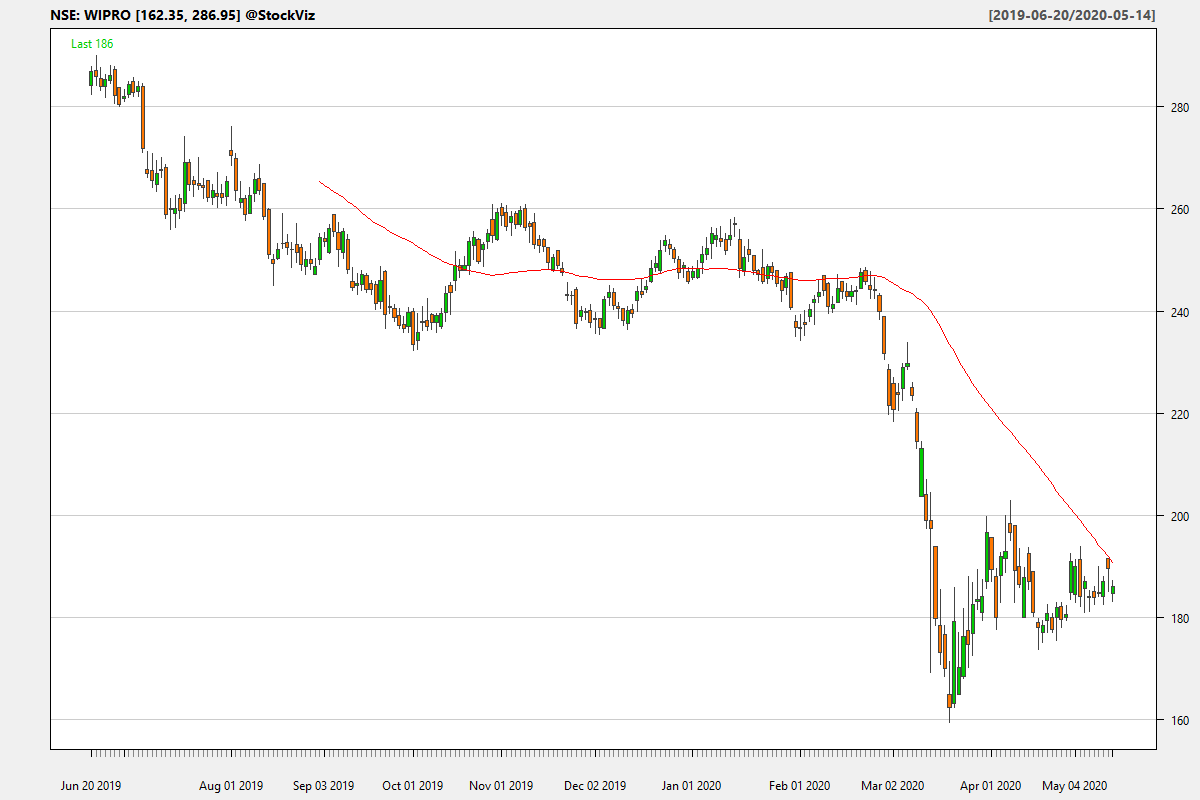 NSE: WIPRO [162.35, 286.95] @StockViz [2019-06-20/2020-05-14]
Last 186
280
260
240
220
200
180
160
Jun 20 2019 Aug 01 2019 Sep 03 2019 Oct 01 2019 Nov 01 2019 Dec 02 2019 Jan 01 2020 Feb 01 2020 Mar 02 2020 Apr 01 2020 May 04 2020